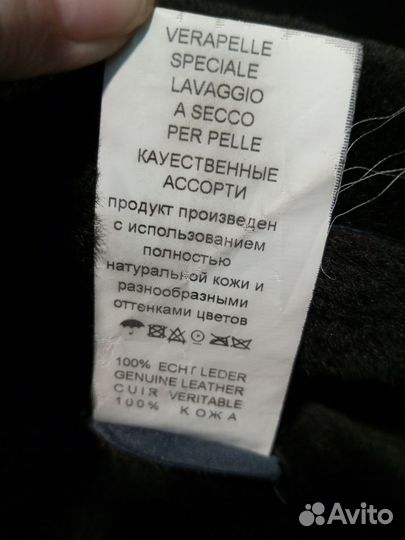 VERAPELLE
SPECIALE
LAVAGGIO
A SECCO
PER PELLE
КАУЕСТВЕННЫЕ
АССОРТИ
продукт произведен
с использованием
полностью
натуральной кожи и
разнообразными
оттенками цветов
100% ECHT LEDER
GENUINE LEATHER
CUIR VERITABLE
100% КОЖА
Avito